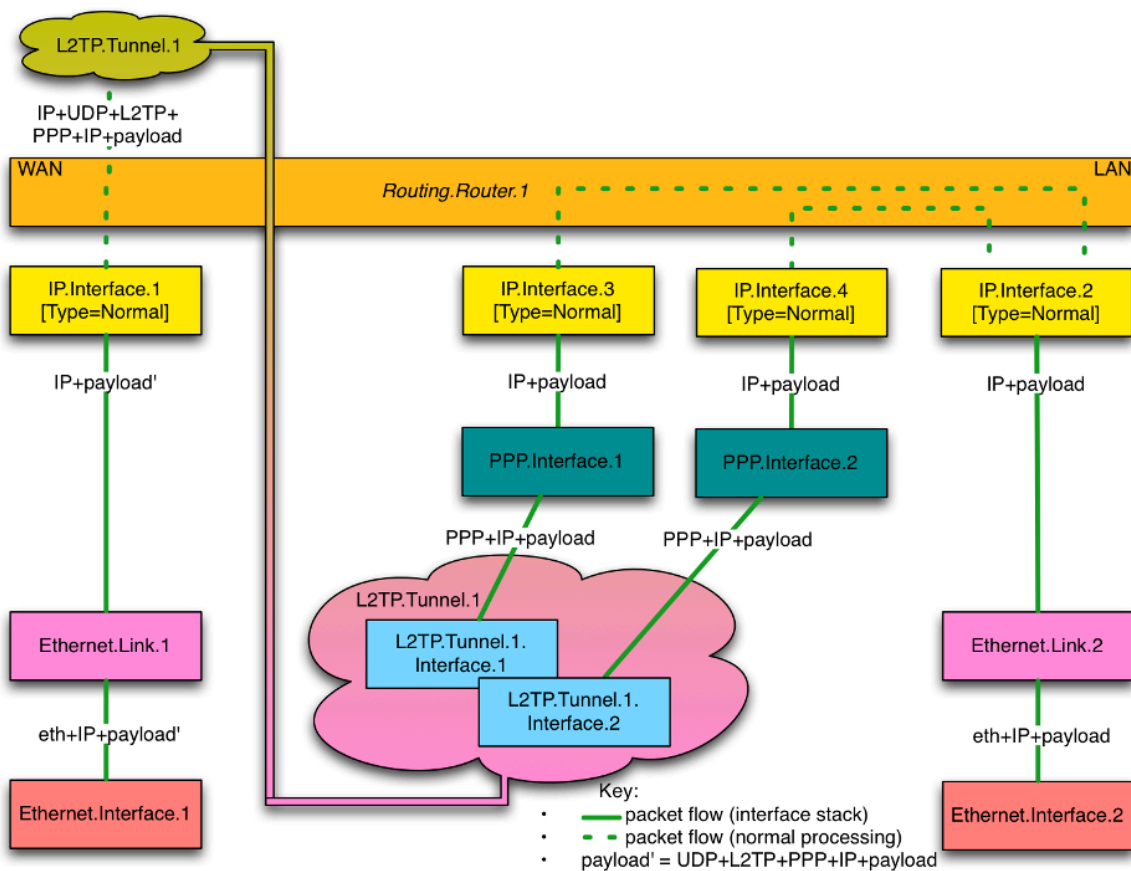 L2TP.Tunnel.1
IP+UDP+L2TP+
PPP+IP+payload
WAN
LAN
Routing.Router.1
IP.Interface.1
[Type=Normal]
IP.Interface.3
[Type=Normal]
IP.Interface.4
[Type=Normal]
IP.Interface.2
[Type=Normal]
IP+payload'
IP+payload
IP+payload
IP+payload
PPP.Interface.1
PPP.Interface.2
PPP+IP+payload
PPP+IP+payload
L2TP.Tunnel.1
L2TP.Tunnel.1.
Interface.1
L2TP.Tunnel.1.
Interface.2
Ethernet.Link.1
Ethernet.Link.2
eth+IP+payload'
eth+IP+payload
Ethernet.Interface.1
Ethernet.Interface.2
Key:
• packet flow (interface stack)
• packet flow (normal processing)
• payload' = UDP+L2TP+PPP+IP+payload